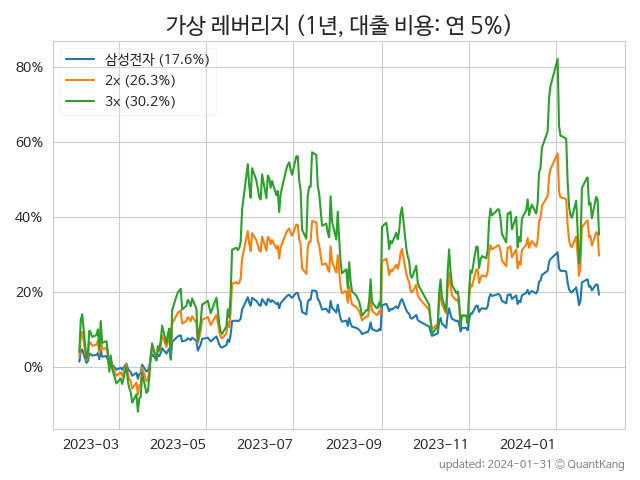 가상 레버리지 (1년, 대출 비용: 연 5%)
삼성전자 (17.6%)
2x (26.3%)
3x (30.2%)
80%
60%
40%
20%
0%
2023-03 2023-05 2023-07 2023-09 2023-11 2024-01
updated: 2024-01-31 © QuantKang